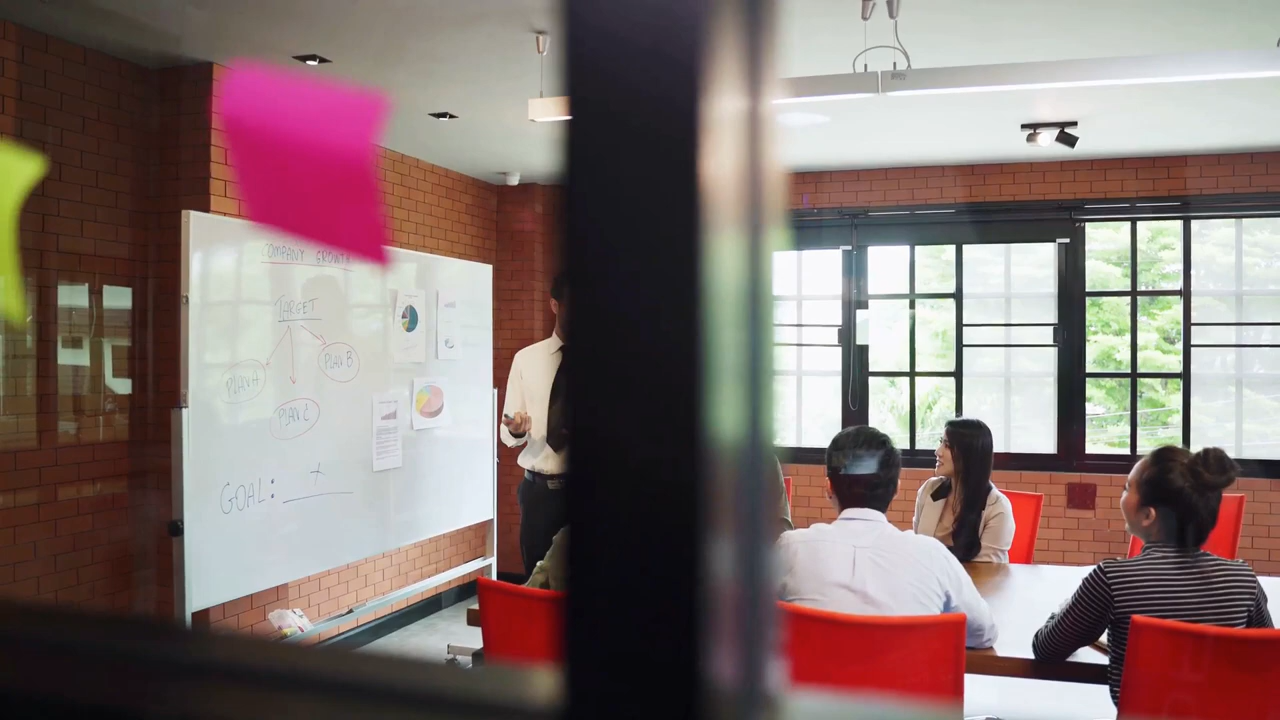 COMPANY GROWTH
TARGET
PLAN A
PLAN B
PLAN C
GOAL: